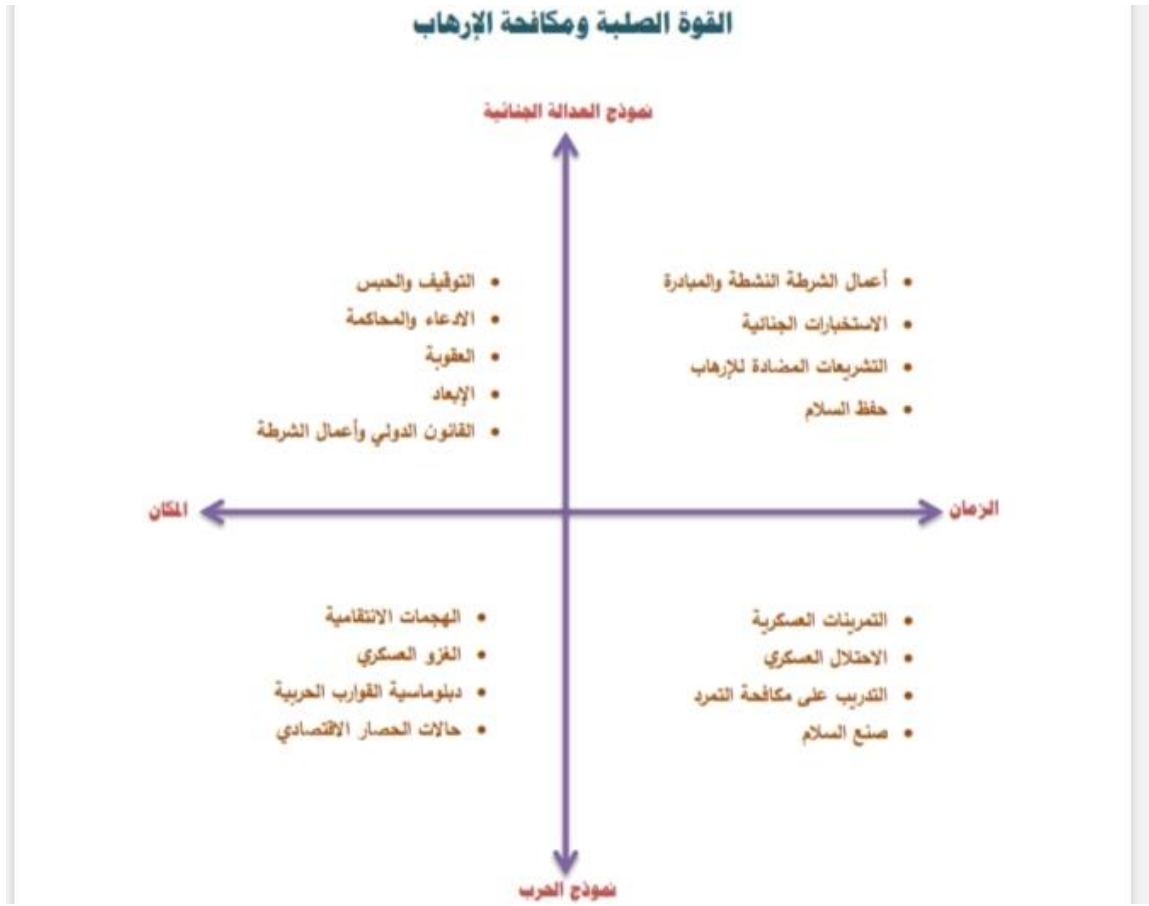 القوة الصلبة ومكافحة الإرهاب
نموذج العدالة الجنائية
• أعمال الشرطة النشطة والمبادرة
• الاستخبارات الجنائية
• التشريعات المضادة للإرهاب
• حفظ السلام
• التوقيف والحبس
• الادعاء والمحاكمة
• العقوبة
• الإبعاد
• القانون الدولي وأعمال الشرطة
الزمان
المكان
• التمرينات العسكرية
• الاحتلال العسكري
• التدريب على مكافحة التمرد
• صنع السلام
• الهجمات الانتقامية
• الغزو العسكري
• دبلوماسية القوارب الحربية
• حالات الحصار الاقتصادي
نموذج الحرب